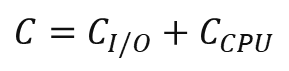 C = C_{I/O} + C_{CPU}